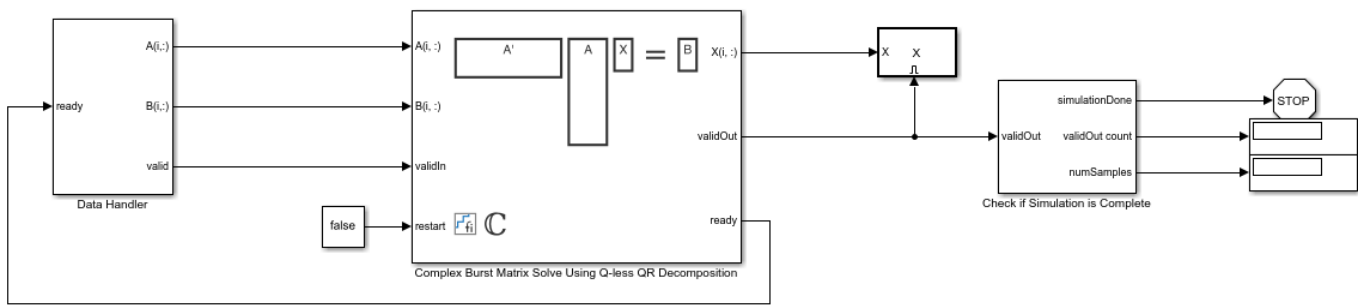 A(i,:)
ready
B(i,:)
valid
Data Handler
false
A(i, :)
A'
A
X
=
B
X(i, :)
B(i, :)
validOut
validIn
restart
fi
ℂ
ready
Complex Burst Matrix Solve Using Q-less QR Decomposition
X
X
simulationDone
validOut
validOut count
numSamples
Check if Simulation is Complete
STOP